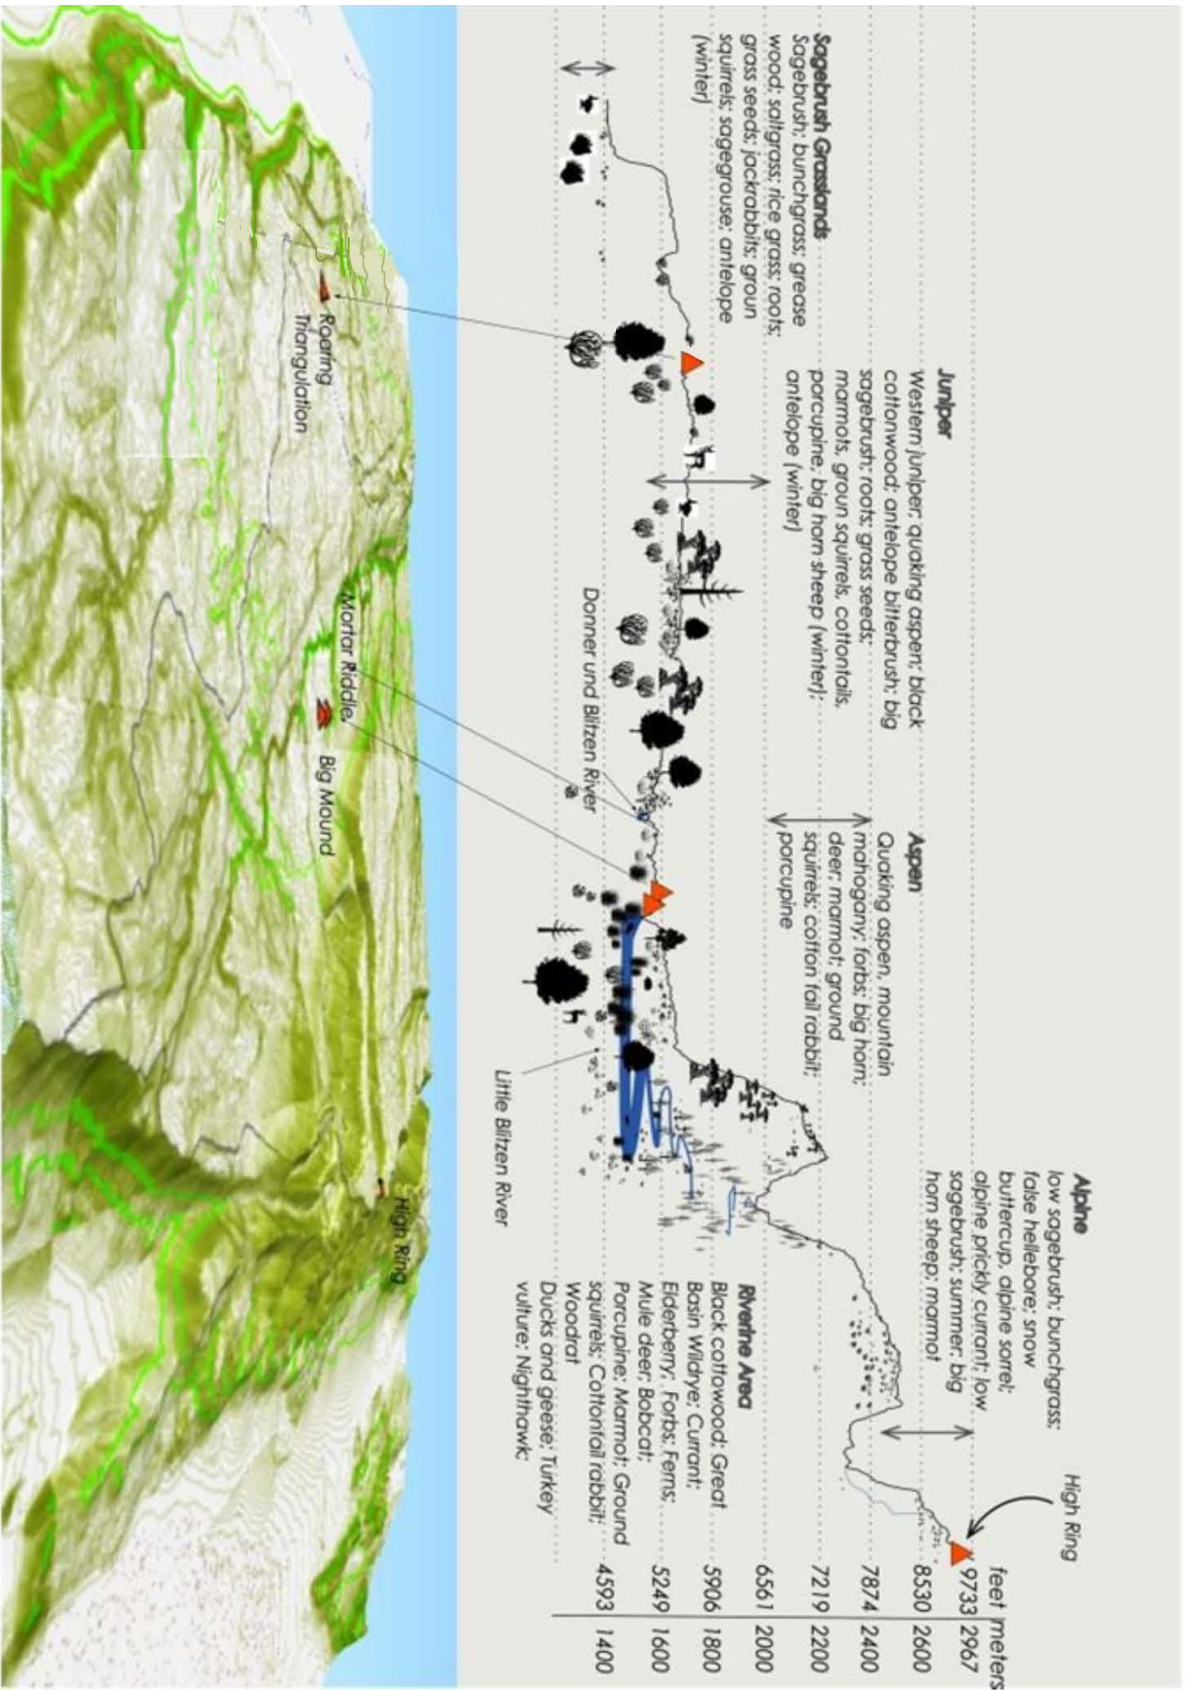 Sagebrush Grasslands
Sagebrush; bunchgrass; grease
wood; saltgrass; rice grass; roots;
grass seeds; jackrabbits; groun
squirrels; sagegrouse; antelope
(winter)
Juniper
Western juniper; quaking aspen; black
cottonwood; antelope bitterbrush; big
sagebrush; roots; grass seeds;
marmots, groun squirrels, cottontails,
porcupine, big horn sheep (winter);
antelope (winter)
Aspen
Quaking aspen, mountain
mahogany; forbs; big horn;
deer; marmot; ground
squirrels; cotton tail rabbit;
porcupine
Alpine
low sagebrush; bunchgrass;
false hellebore; snow
buttercup, alpine sorrel;
alpine prickly currant; low
sagebrush; summer; big
horn sheep; marmot
High Ring
feet meters
9733 2967
8530 2600
7874 2400
7219 2200
6561 2000
5906 1800
5249 1600
4593 1400
Donner und Blitzen River
Little Blitzen River
Riverine Area
Black cottowood; Great
Basin Wildrye; Currant;
Elderberry; Forbs; Ferns;
Mule deer; Bobcat;
Porcupine; Marmot; Ground
squirrels; Cottontail rabbit;
Woodrat
Ducks and geese; Turkey
vulture; Nighthawk;
Roaring
Triangulation
Mortar Riddle
Big Mound
High Ring